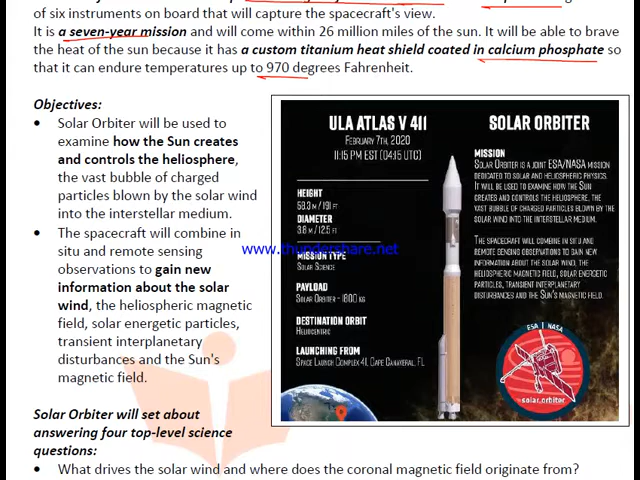 of six instruments on board that will capture the spacecraft's view.
It is a seven-year mission and will come within 26 million miles of the sun. It will be able to brave
the heat of the sun because it has a custom titanium heat shield coated in calcium phosphate so
that it can endure temperatures up to 970 degrees Fahrenheit.
Objectives:
• Solar Orbiter will be used to
examine how the Sun creates
and controls the heliosphere,
the vast bubble of charged
particles blown by the solar wind
into the interstellar medium.
• The spacecraft will combine in
situ and remote sensing
observations to gain new
information about the solar
wind, the heliospheric magnetic
field, solar energetic particles,
transient interplanetary
disturbances and the Sun's
magnetic field.
ULA ATLAS V 411
FEBRUARY 7TH, 2020
11:15 PM EST (04:15 UTC)
HEIGHT
58.3 M / 191 FT
DIAMETER
3.8 M / 12.5 FT
www.thundershare.net
MISSION TYPE
SOLAR SCIENCE
PAYLOAD
SOLAR ORBITER - 1800 KG
DESTINATION ORBIT
HELIOCENTRIC
LAUNCHING FROM
SPACE LAUNCH COMPLEX 41, CAPE CANAVERAL, FL
SOLAR ORBITER
MISSION
SOLAR ORBITER IS A JOINT ESA/NASA MISSION
DEDICATED TO SOLAR AND HELIOSPHERIC PHYSICS.
IT WILL BE USED TO EXAMINE HOW THE SUN
CREATES AND CONTROLS THE HELIOSPHERE, THE
VAST BUBBLE OF CHARGED PARTICLES BLOWN BY THE
SOLAR WIND INTO THE INTERSTELLAR MEDIUM.
THE SPACECRAFT WILL COMBINE IN SITU AND
REMOTE SENSING OBSERVATIONS TO GAIN NEW
INFORMATION ABOUT THE SOLAR WIND, THE
HELIOSPHERIC MAGNETIC FIELD, SOLAR ENERGETIC
PARTICLES, TRANSIENT INTERPLANETARY
DISTURBANCES AND THE SUN'S MAGNETIC FIELD.
ESA | NASA
solar.orbiter
Solar Orbiter will set about
answering four top-level science
questions:
• What drives the solar wind and where does the coronal magnetic field originate from?